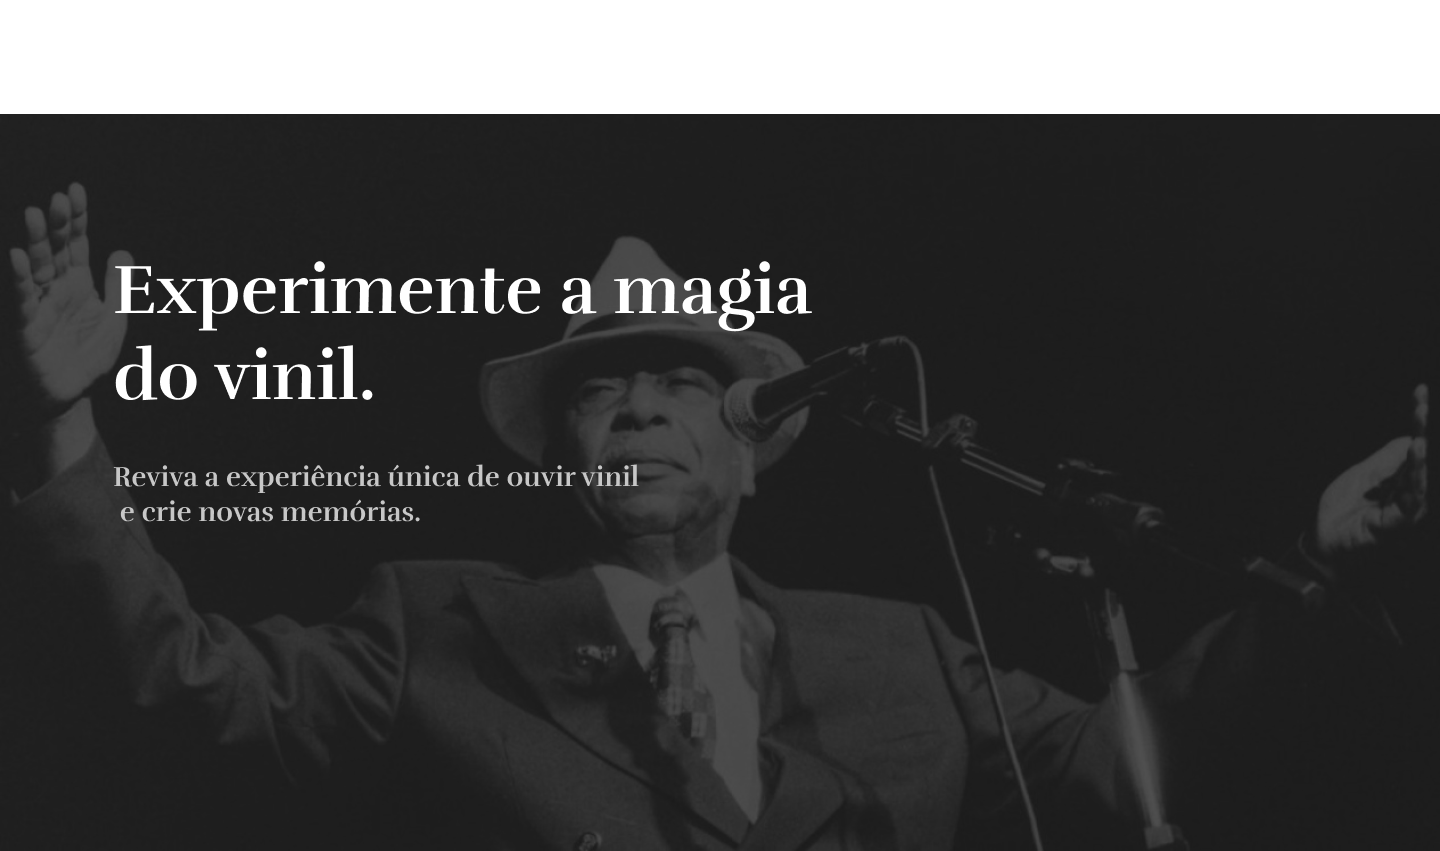 Experimente a magia
do vinil.
Reviva a experiência única de ouvir vinil
e crie novas memórias.